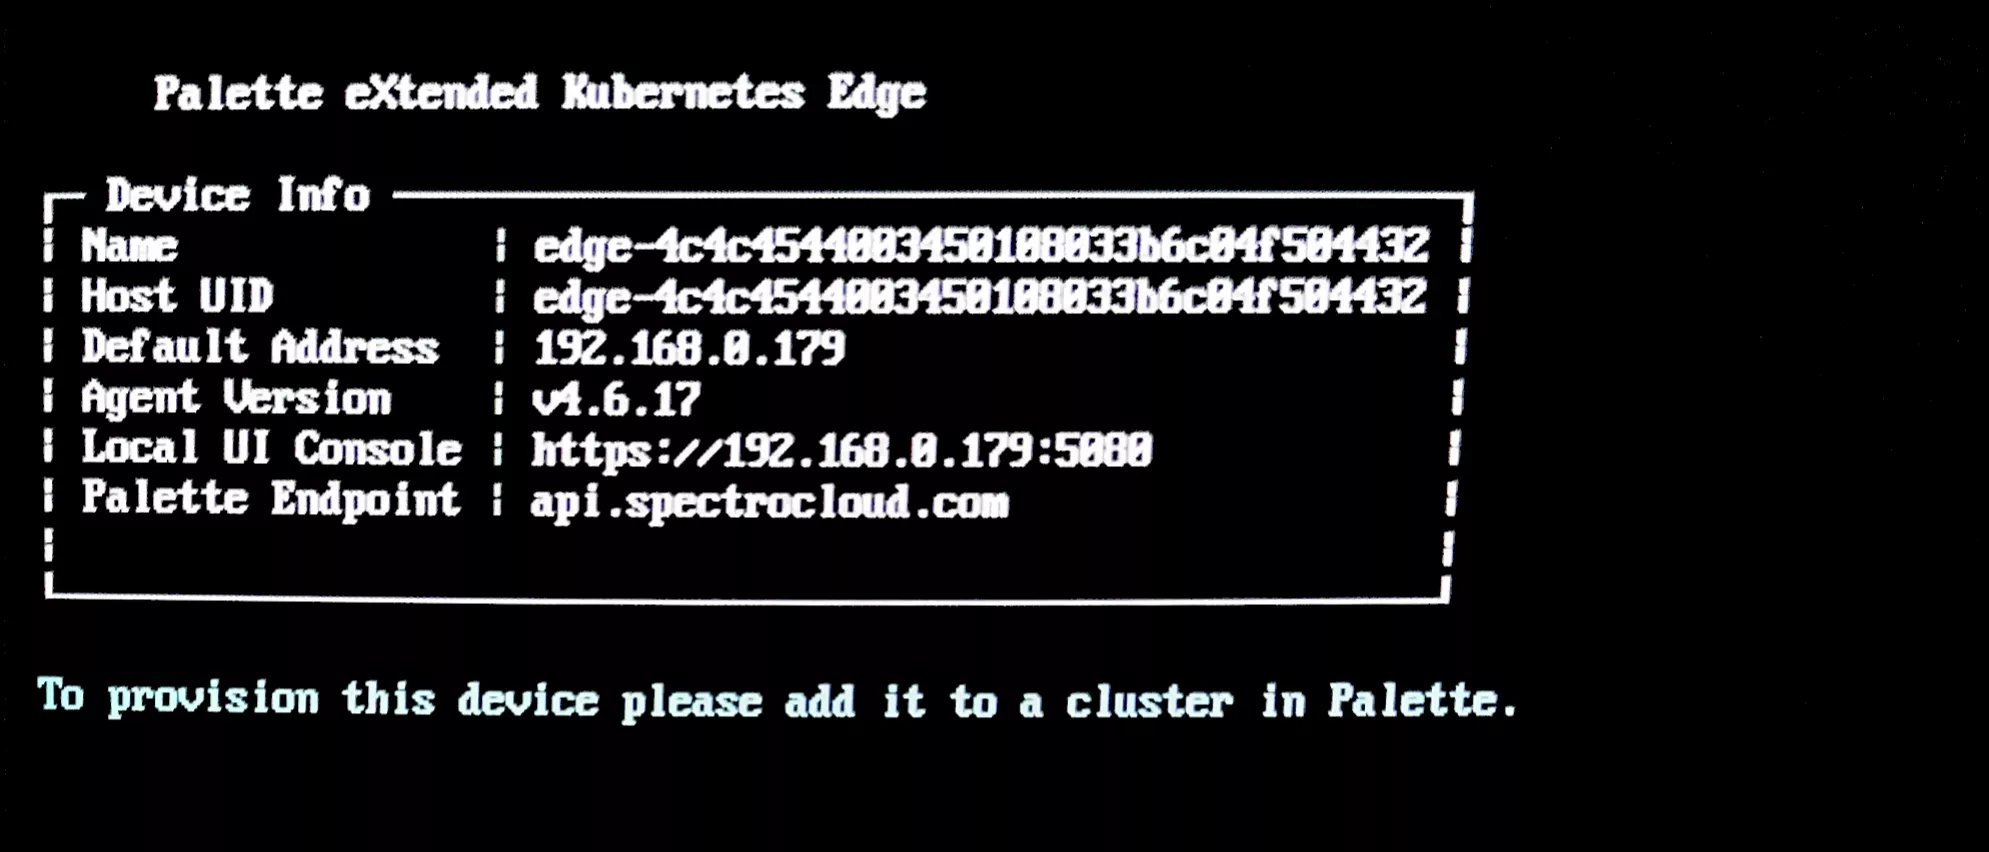 Palette eXtended Kubernetes Edge
Device Info
Name | edge-4c4c4544003450108033b6c04f504432
Host UID | edge-4c4c4544003450108033b6c04f504432
Default Address | 192.168.0.179
Agent Version | v4.6.17
Local UI Console | https://192.168.0.179:5080
Palette Endpoint | api.spectrocloud.com
To provision this device please add it to a cluster in Palette.